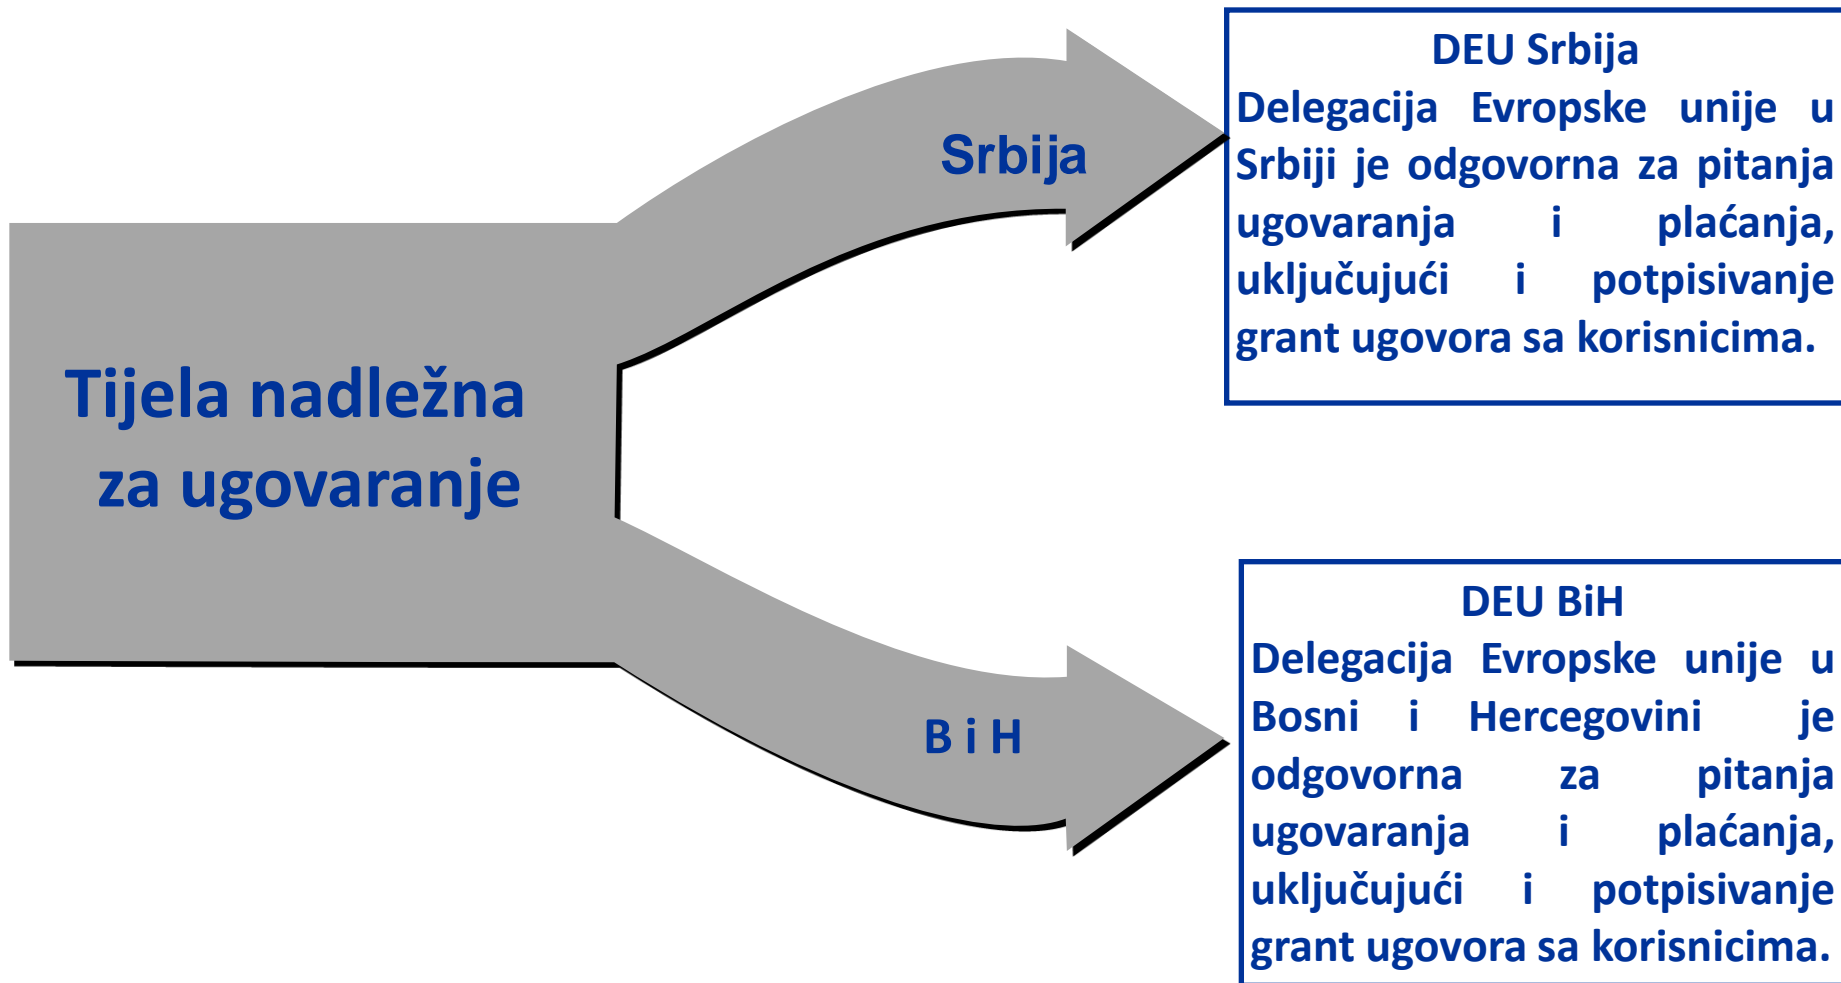 Tijela nadležna
za ugovaranje
Srbija
DEU Srbija
Delegacija Evropske unije u
Srbiji je odgovorna za pitanja
ugovaranja i plaćanja,
uključujući i potpisivanje
grant ugovora sa korisnicima.
B i H
DEU BiH
Delegacija Evropske unije u
Bosni i Hercegovini je
odgovorna za pitanja
ugovaranja i plaćanja,
uključujući i potpisivanje
grant ugovora sa korisnicima.